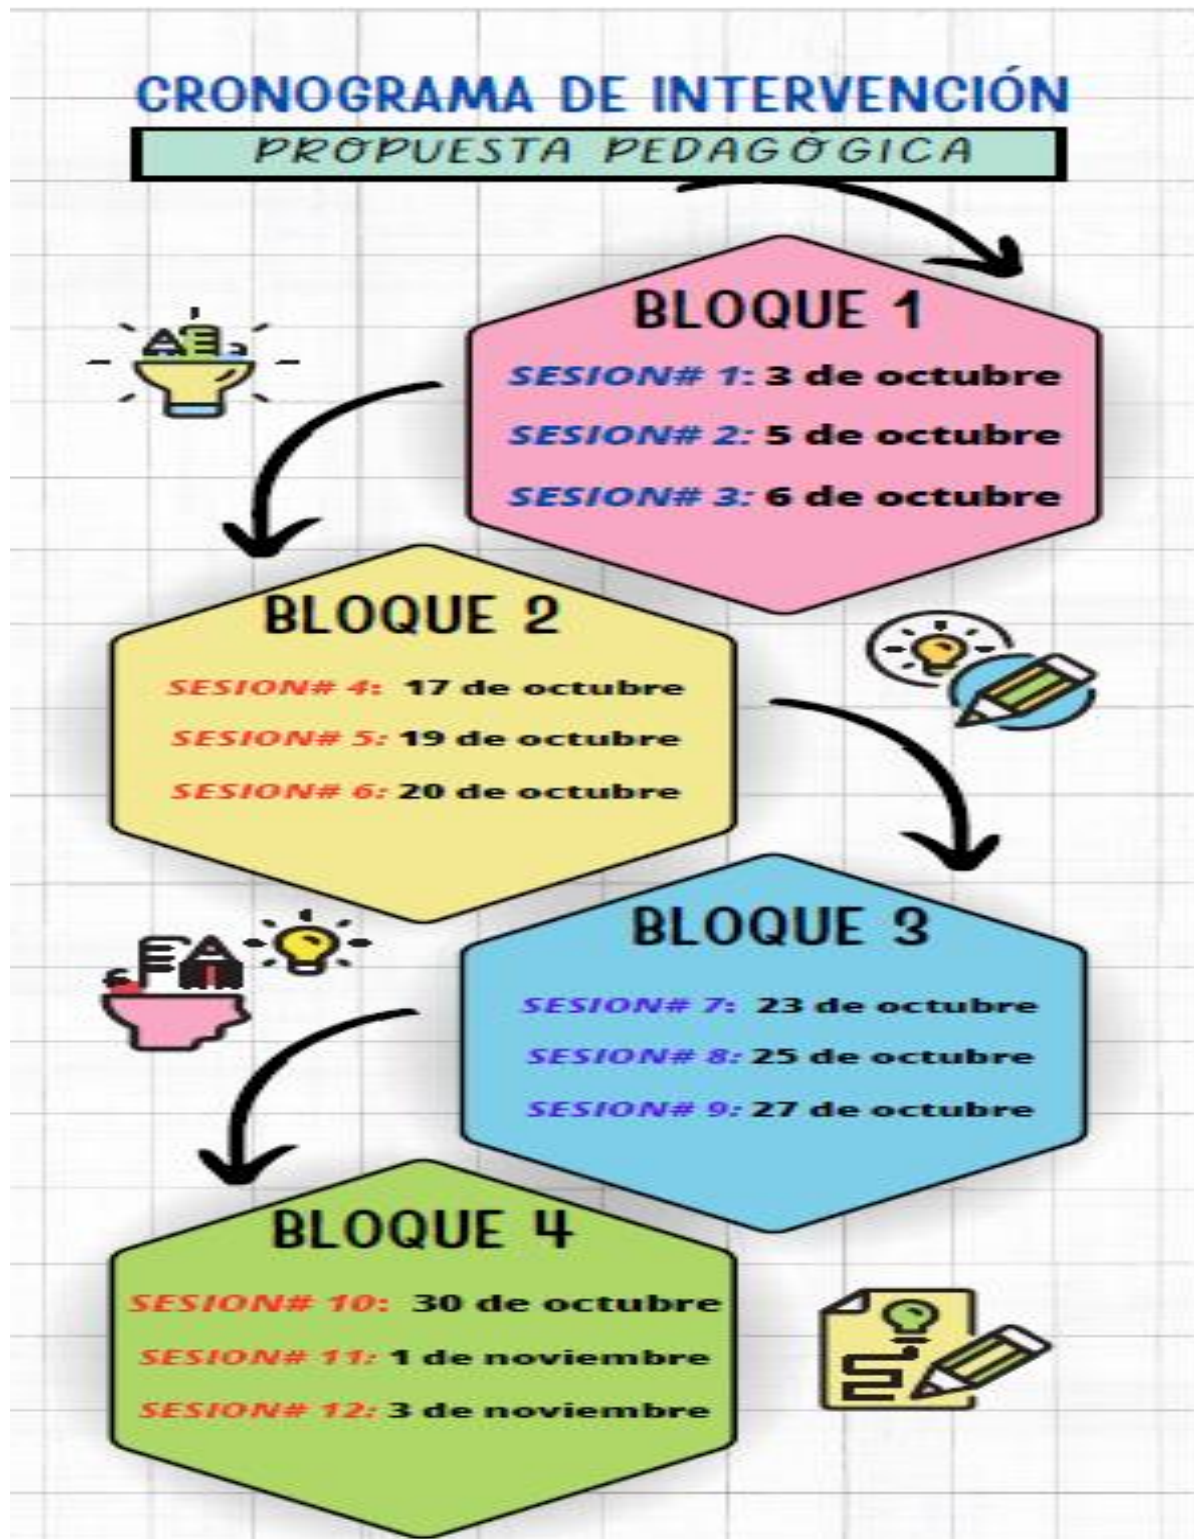 CRONOGRAMA DE INTERVENCIÓN
PROPUESTA PEDAGÓGICA
BLOQUE 1
SESION# 1: 3 de octubre
SESION# 2: 5 de octubre
SESION# 3: 6 de octubre
BLOQUE 2
SESION# 4: 17 de octubre
SESION# 5: 19 de octubre
SESION# 6: 20 de octubre
BLOQUE 3
SESION# 7: 23 de octubre
SESION# 8: 25 de octubre
SESION# 9: 27 de octubre
BLOQUE 4
SESION# 10: 30 de octubre
SESION# 11: 1 de noviembre
SESION# 12: 3 de noviembre